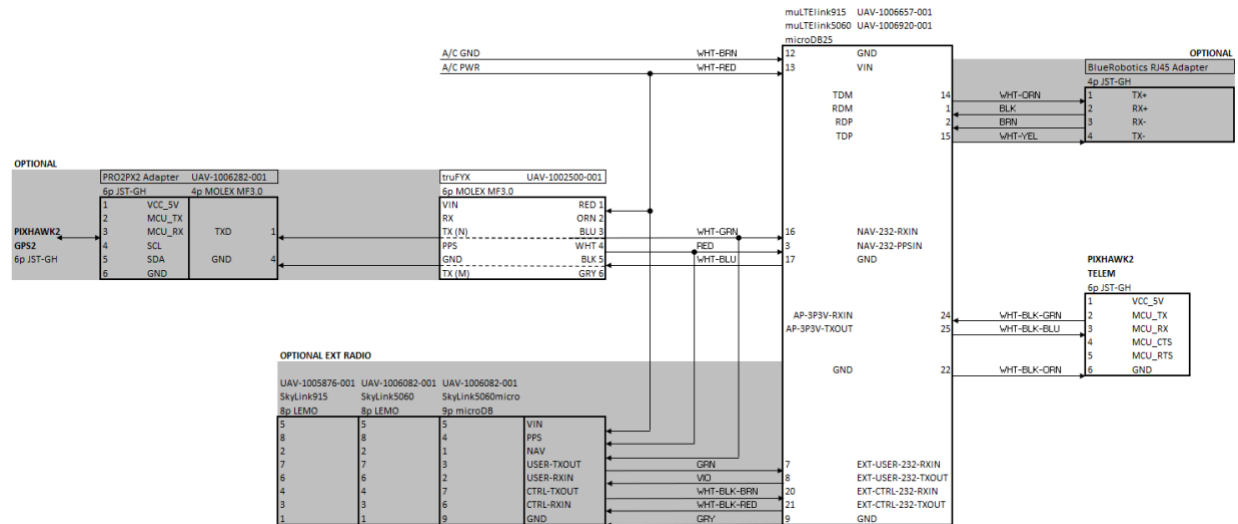 muLTElink915 UAV-1006657-001
muLTElink5060 UAV-1006920-001
microDB25
A/C GND WHT-BRN 12 GND
A/C PWR WHT-RED 13 VIN
OPTIONAL
BlueRobotics RJ45 Adapter
4p JST-GH
TDM 14 WHT-ORN 1 TX+
RDM 1 BLK 2 RX+
RDP 2 BRN 3 RX-
TDP 15 WHT-YEL 4 TX-
OPTIONAL
PRO2PX2 Adapter UAV-1006282-001
6p JST-GH 4p MOLEX MF3.0
1 VCC_5V
2 MCU_TX
3 MCU_RX TXD 1
4 SCL
5 SDA GND 4
6 GND
PIXHAWK2
GPS2
6p JST-GH
truFYX UAV-1002500-001
6p MOLEX MF3.0
VIN RED 1
RX ORN 2
TX (N) BLU 3
PPS WHT 4
GND BLK 5
TX (M) GRY 6
WHT-GRN 16 NAV-232-RXIN
RED 3 NAV-232-PPSIN
WHT-BLU 17 GND
PIXHAWK2
TELEM
6p JST-GH
1 VCC_5V
AP-3P3V-RXIN 24 WHT-BLK-GRN 2 MCU_TX
AP-3P3V-TXOUT 25 WHT-BLK-BLU 3 MCU_RX
4 MCU_CTS
5 MCU_RTS
GND 22 WHT-BLK-ORN 6 GND
OPTIONAL EXT RADIO
UAV-1005876-001 UAV-1006082-001 UAV-1006082-001
SkyLink915 SkyLink5060 SkyLink5060micro
8p LEMO 8p LEMO 9p microDB
5 5 5 VIN
8 8 4 PPS
2 2 1 NAV
7 7 3 USER-TXOUT GRN 7 EXT-USER-232-RXIN
6 6 2 USER-RXIN VIO 8 EXT-USER-232-TXOUT
4 4 7 CTRL-TXOUT WHT-BLK-BRN 20 EXT-CTRL-232-RXIN
3 3 6 CTRL-RXIN WHT-BLK-RED 21 EXT-CTRL-232-TXOUT
1 1 9 GND GRY 9 GND